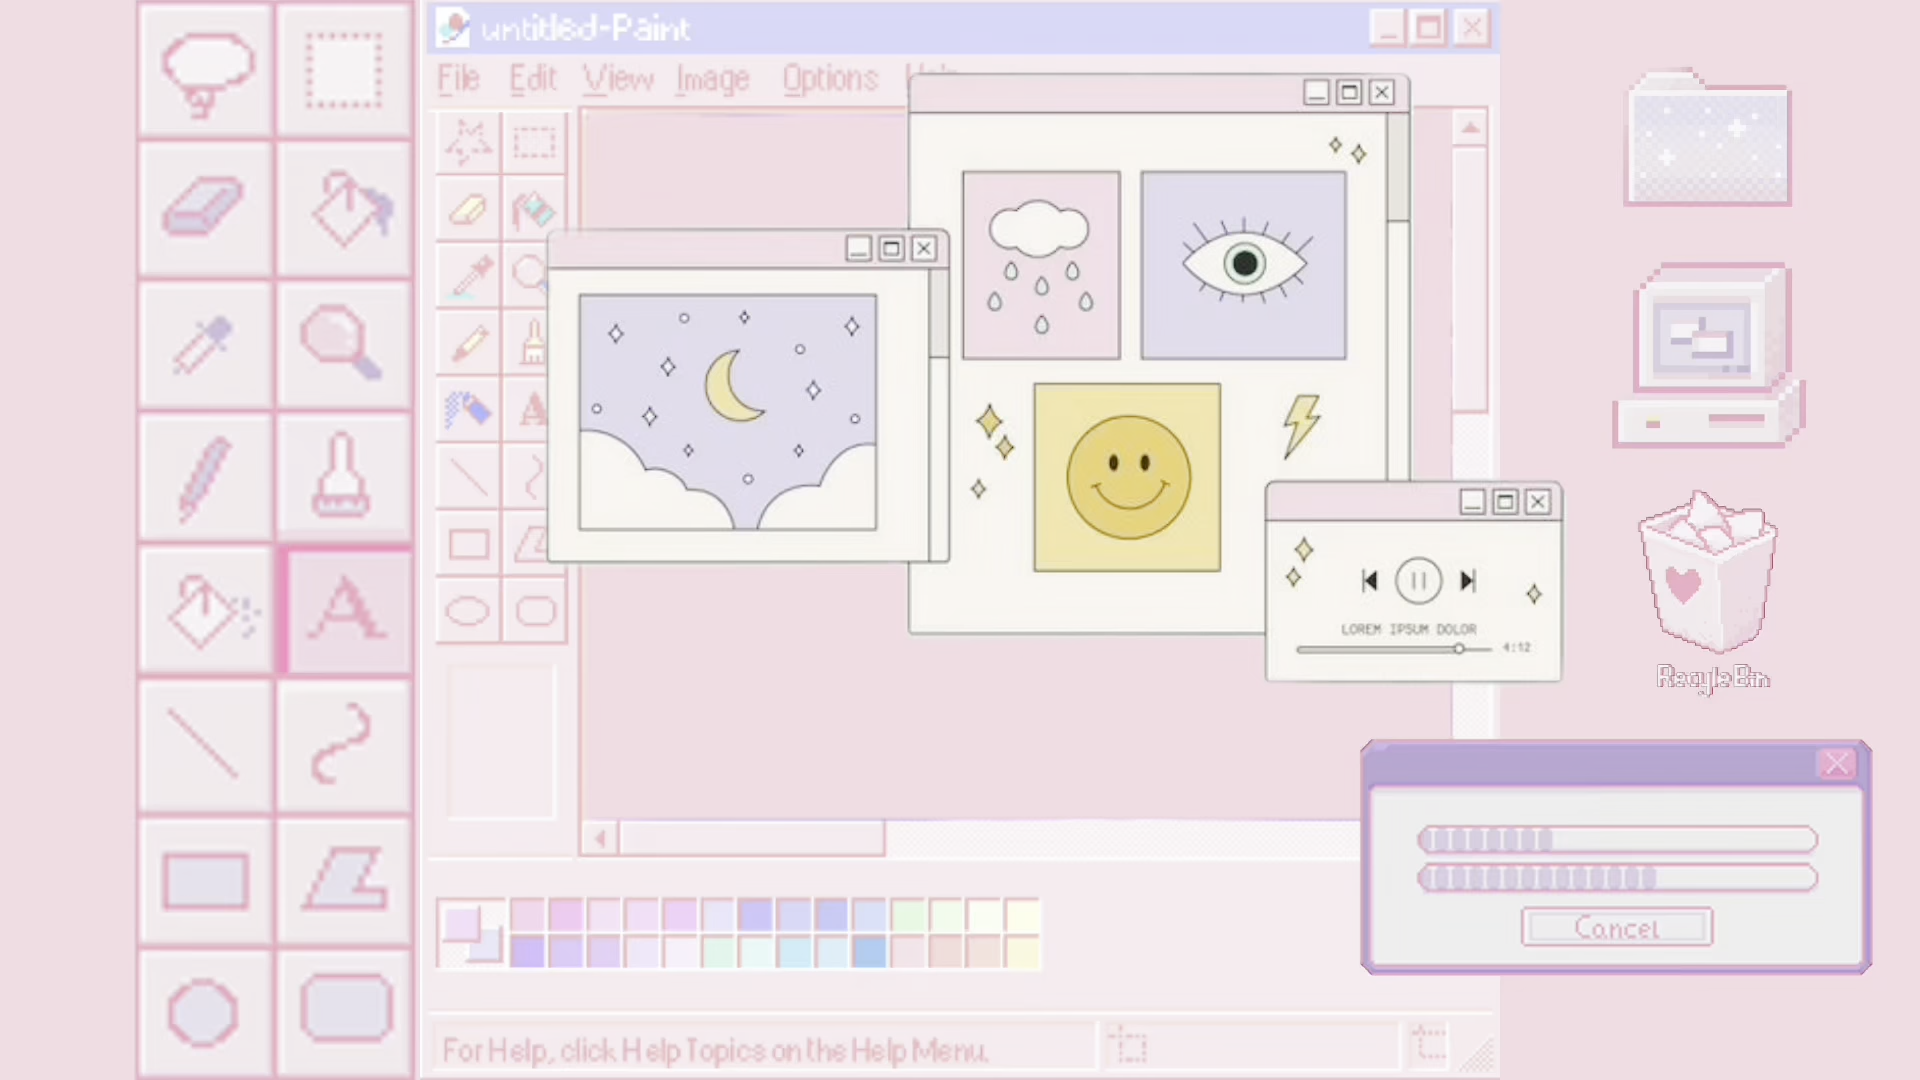 untitled-Paint
File Edit View Image Options Help
LOREM IPSUM DOLOR
4:12
Recycle Bin
Cancel
For Help, click Help Topics on the Help Menu.